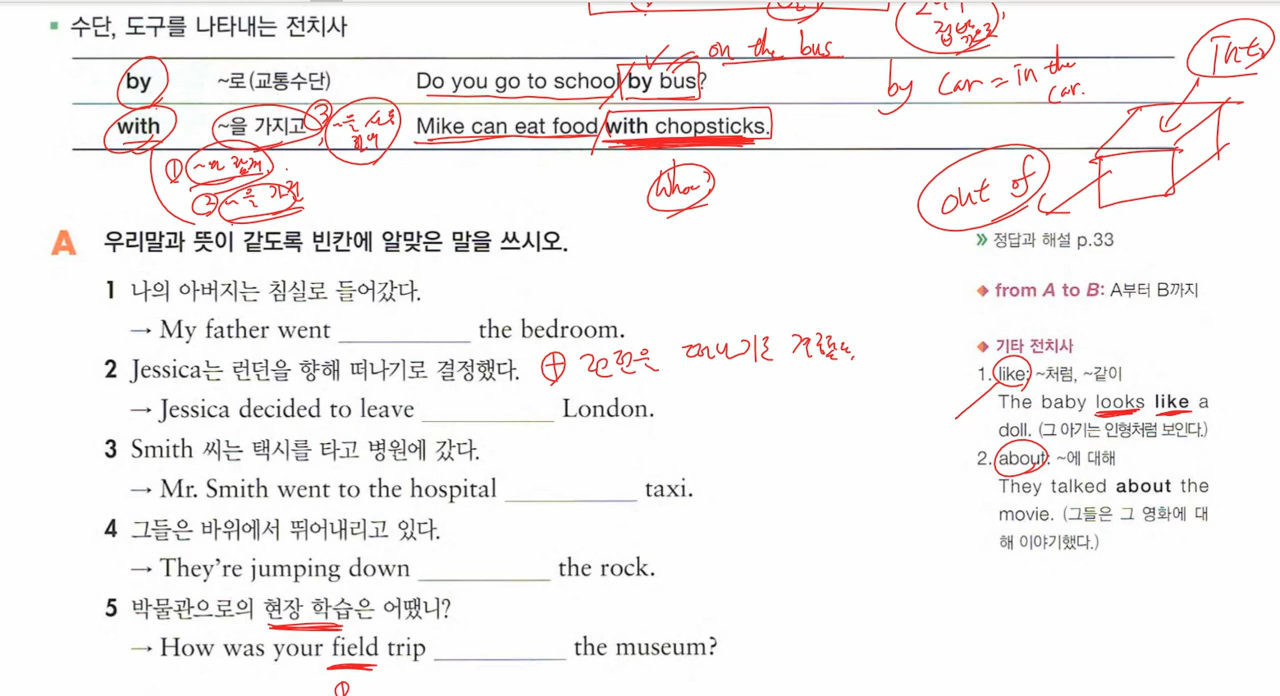 수단, 도구를 나타내는 전치사
on the bus
by ~로(교통수단) Do you go to school by bus?
by car = in the car.
into
with ~을 가지고 Mike can eat food with chopsticks.
③
①
②
out of
A 우리말과 뜻이 같도록 빈칸에 알맞은 말을 쓰시오.
1 나의 아버지는 침실로 들어갔다.
→ My father went the bedroom.
2 Jessica는 런던을 향해 떠나기로 결정했다.
런던을 떠나기로
→ Jessica decided to leave London.
3 Smith 씨는 택시를 타고 병원에 갔다.
→ Mr. Smith went to the hospital taxi.
4 그들은 바위에서 뛰어내리고 있다.
→ They're jumping down the rock.
5 박물관으로의 현장 학습은 어땠니?
→ How was your field trip the museum?
①
» 정답과 해설 p.33
from A to B: A부터 B까지
기타 전치사
1. like: ~처럼, ~같이
The baby looks like a
doll. (그 아기는 인형처럼 보인다.)
2. about: ~에 대해
They talked about the
movie. (그들은 그 영화에 대
해 이야기했다.)